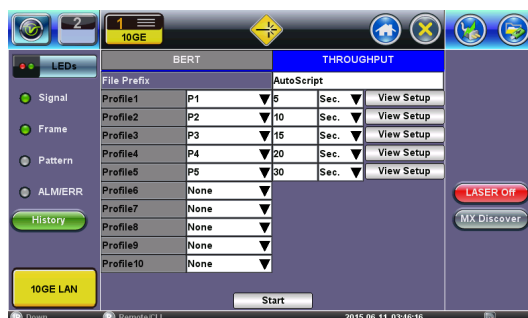 2
1
10GE
LEDs
BERT
THROUGHPUT
File Prefix
AutoScript
Signal
Profile1 P1 5 Sec. View Setup
Profile2 P2 10 Sec. View Setup
Frame
Profile3 P3 15 Sec. View Setup
Profile4 P4 20 Sec. View Setup
Pattern
Profile5 P5 30 Sec. View Setup
Profile6 None
ALM/ERR
LASER Off
Profile7 None
History
MX Discover
Profile8 None
Profile9 None
Profile10 None
10GE LAN
Start
Down
Remote/CLI
2015 06 11 03:46:16